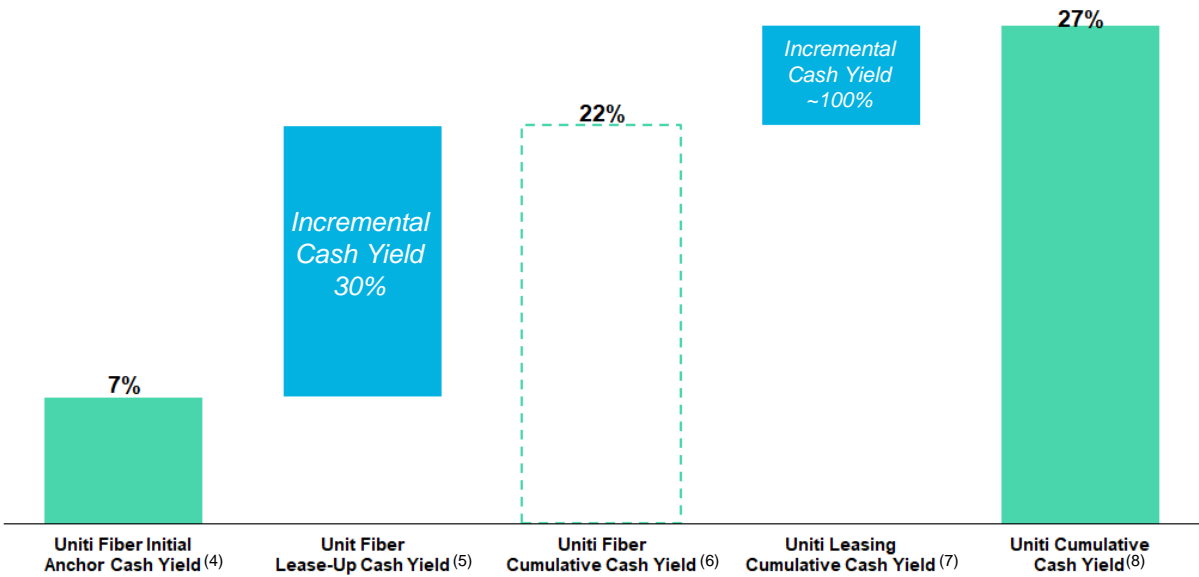 27%
Incremental
Cash Yield
~100%
22%
Incremental
Cash Yield
30%
7%
Uniti Fiber Initial
Anchor Cash Yield (4)
Unit Fiber
Lease-Up Cash Yield (5)
Uniti Fiber
Cumulative Cash Yield (6)
Uniti Leasing
Cumulative Cash Yield (7)
Uniti Cumulative
Cash Yield (8)